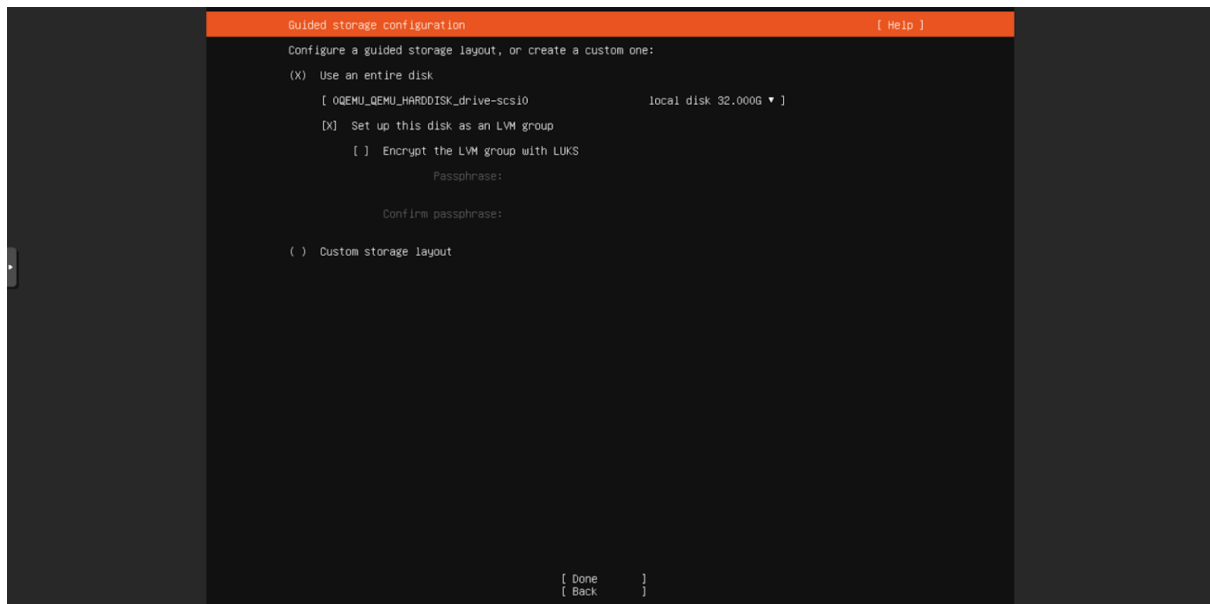 Guided storage configuration [ Help ]
Configure a guided storage layout, or create a custom one:
(X) Use an entire disk
[ 0QEMU_QEMU_HARDDISK_drive-scsi0 local disk 32.000G ▼ ]
[X] Set up this disk as an LVM group
[ ] Encrypt the LVM group with LUKS
Passphrase:
Confirm passphrase:
( ) Custom storage layout
[ Done ]
[ Back ]